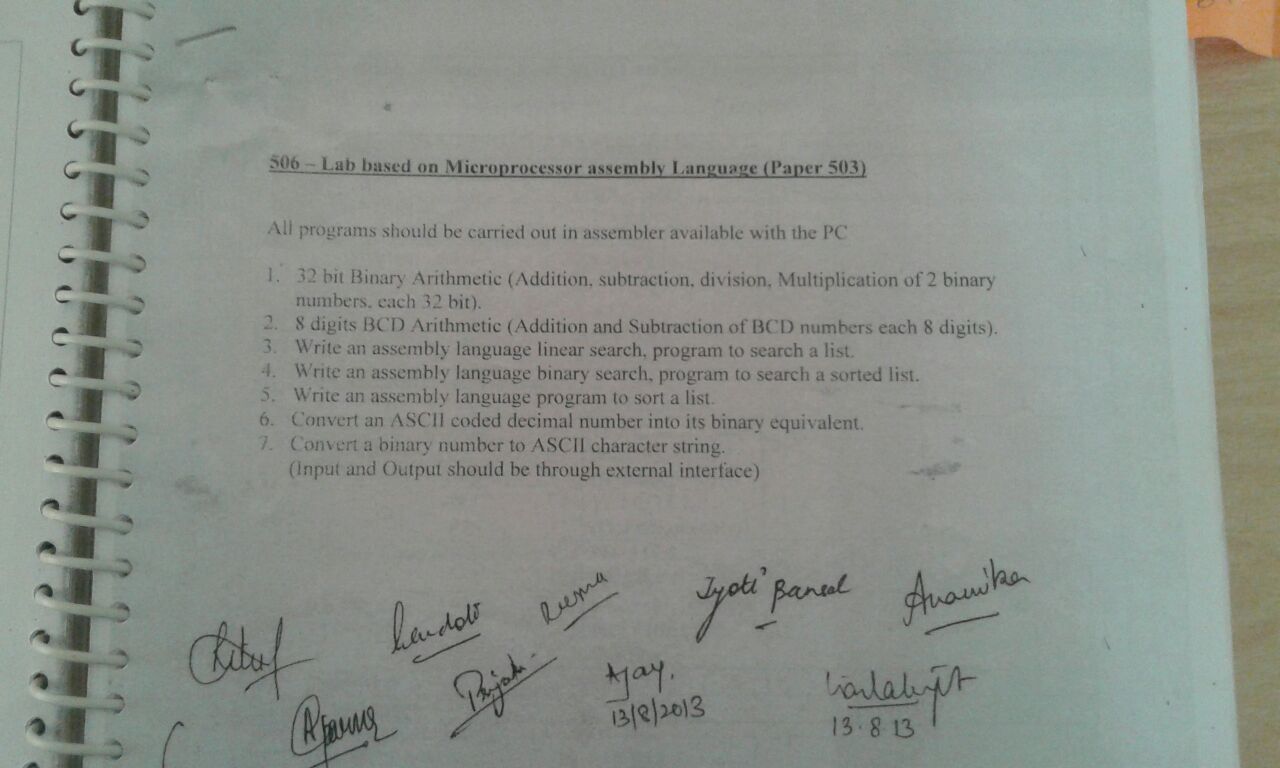 506 – Lab based on Microprocessor assembly Language (Paper 503)
All programs should be carried out in assembler available with the PC
1. 32 bit Binary Arithmetic (Addition, subtraction, division, Multiplication of 2 binary
numbers, each 32 bit).
2. 8 digits BCD Arithmetic (Addition and Subtraction of BCD numbers each 8 digits).
3. Write an assembly language linear search, program to search a list.
4. Write an assembly language binary search, program to search a sorted list.
5. Write an assembly language program to sort a list.
6. Convert an ASCII coded decimal number into its binary equivalent.
7. Convert a binary number to ASCII character string.
(Input and Output should be through external interface)
Jyoti Bansal
Anamika
Ajay.
13/8/2013
13.8.13